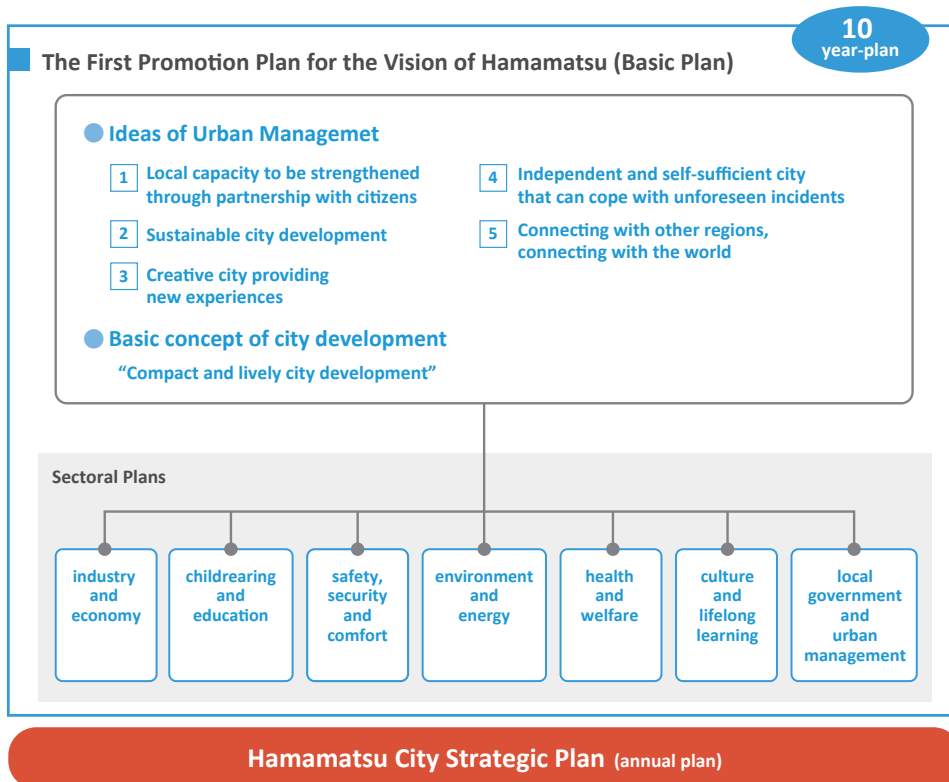 10
year-plan
The First Promotion Plan for the Vision of Hamamatsu (Basic Plan)
Ideas of Urban Managemet
1 Local capacity to be strengthened
through partnership with citizens
2 Sustainable city development
3 Creative city providing
new experiences
4 Independent and self-sufficient city
that can cope with unforeseen incidents
5 Connecting with other regions,
connecting with the world
Basic concept of city development
“Compact and lively city development”
Sectoral Plans
industry
and
economy
childrearing
and
education
safety,
security
and
comfort
environment
and
energy
health
and
welfare
culture
and
lifelong
learning
local
government
and
urban
management
Hamamatsu City Strategic Plan (annual plan)